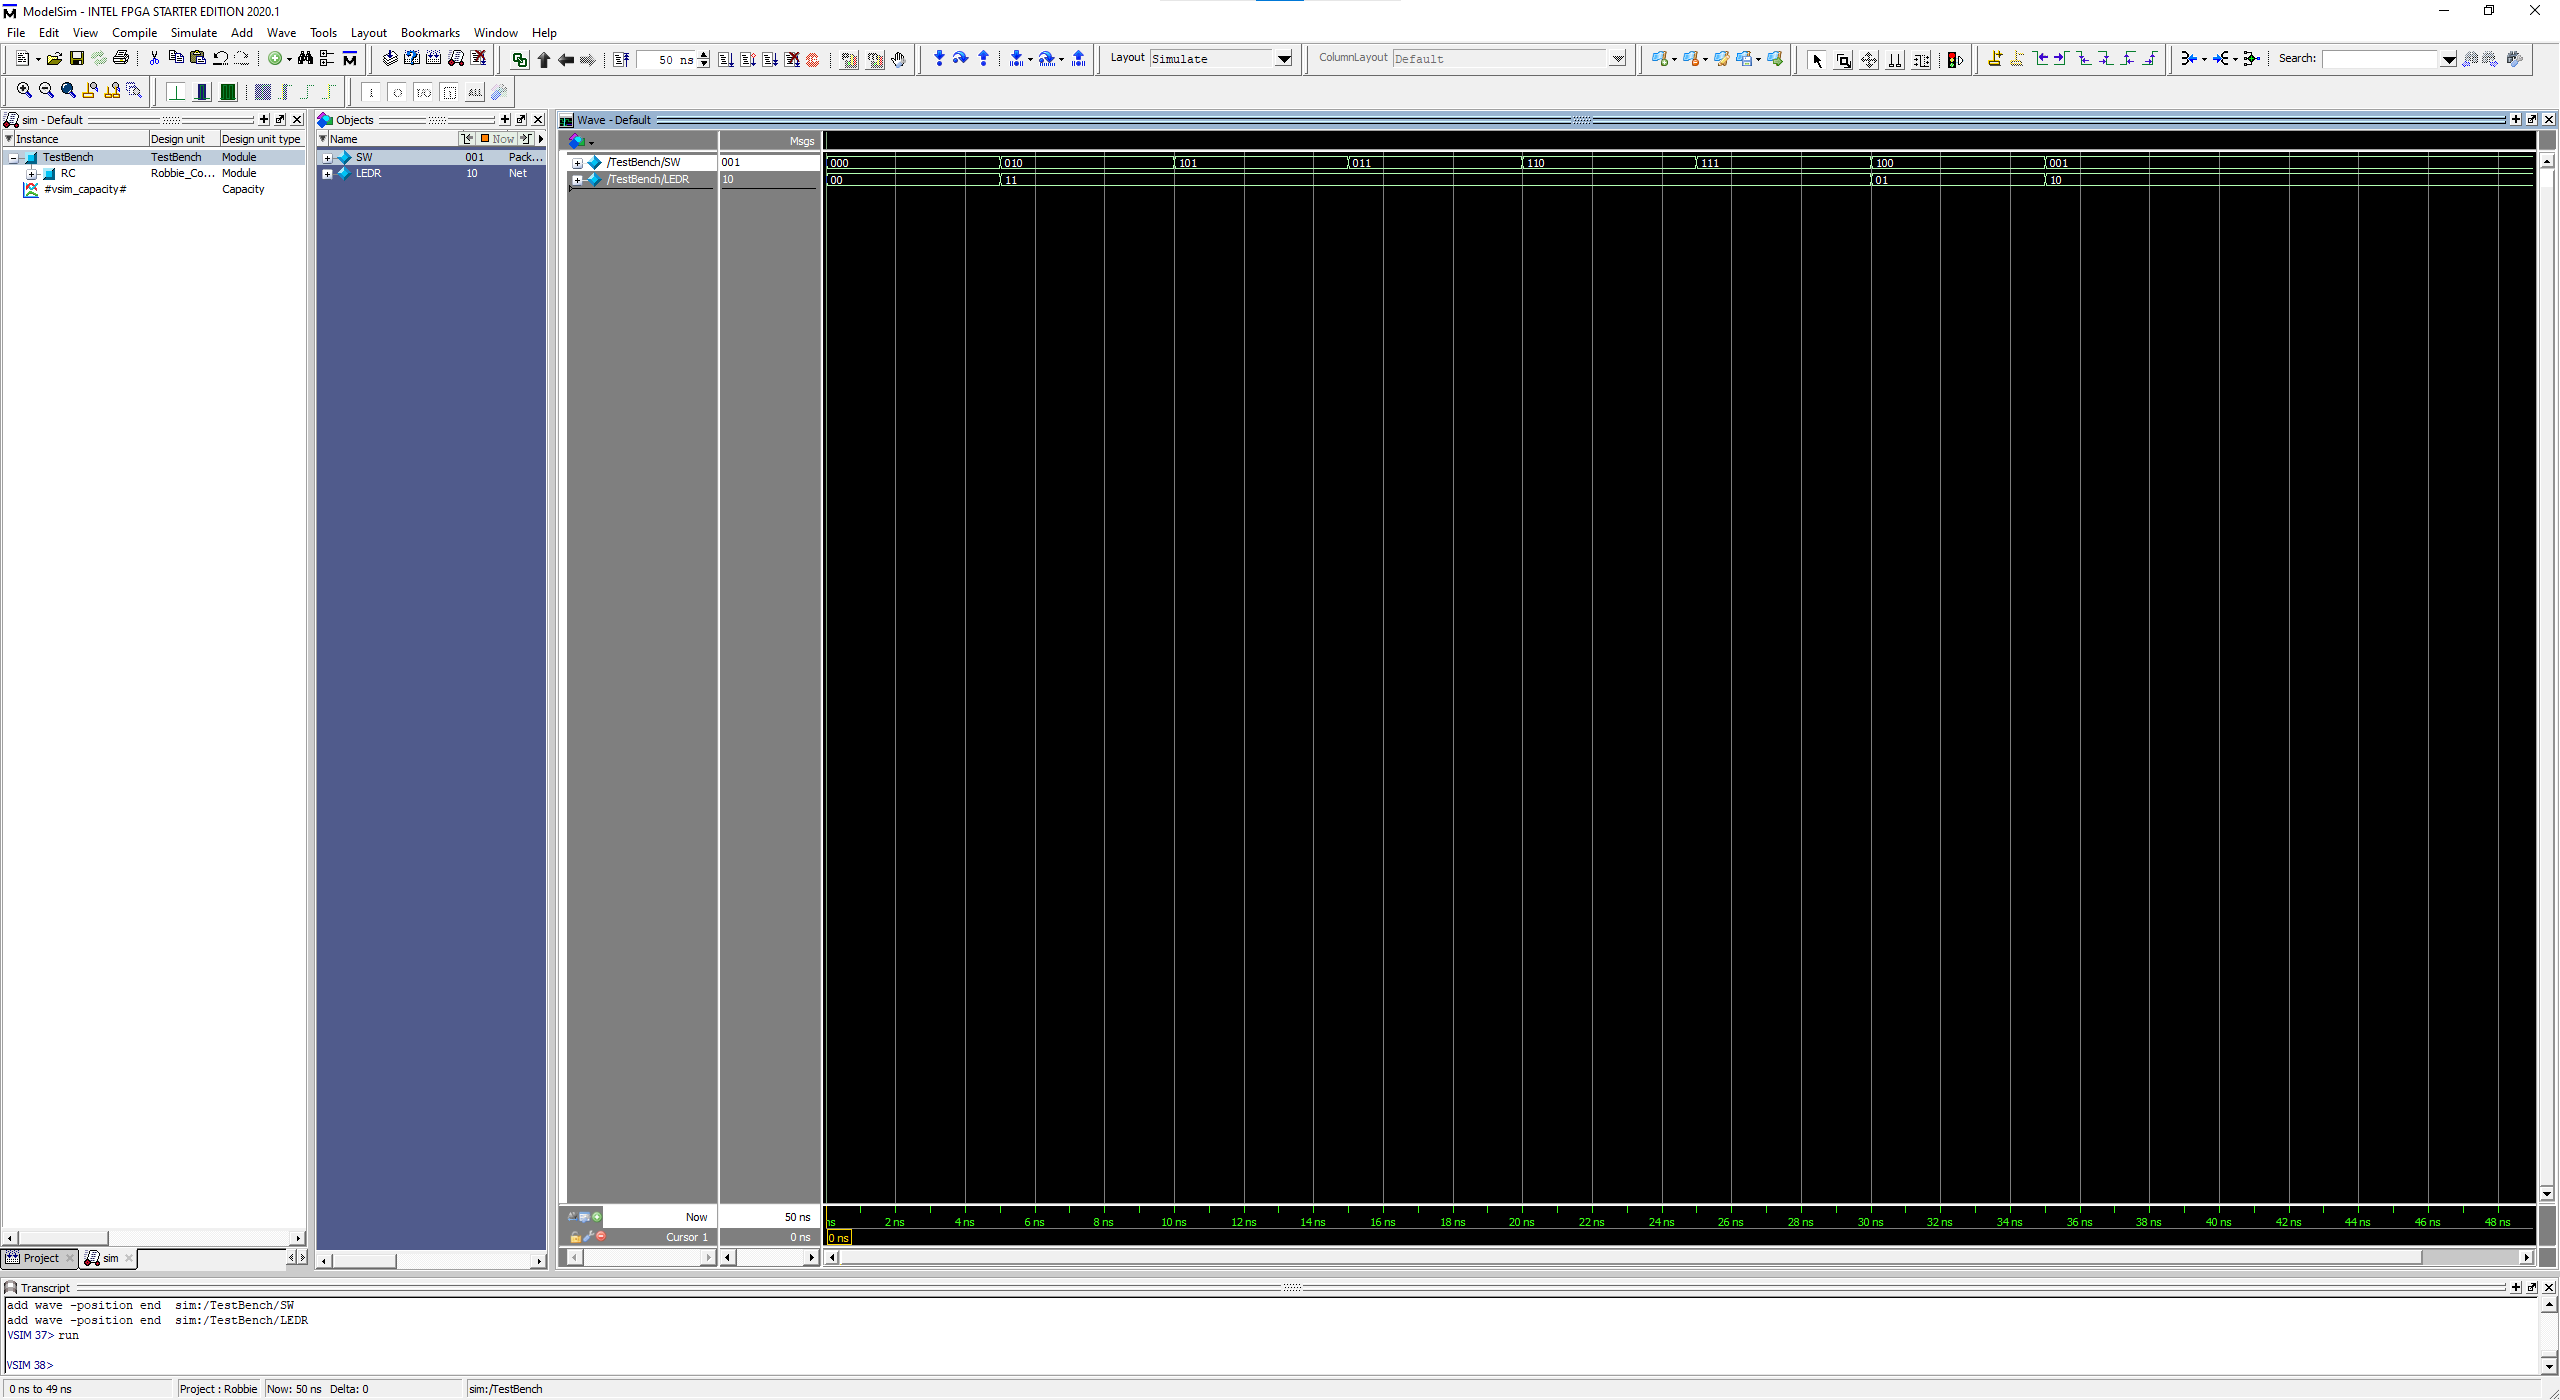 ModelSim - INTEL FPGA STARTER EDITION 2020.1
File Edit View Compile Simulate Add Wave Tools Layout Bookmarks Window Help
50 ns
Layout Simulate
ColumnLayout Default
Search:
sim - Default
Instance Design unit Design unit type
TestBench TestBench Module
RC Robbie_Co... Module
#vsim_capacity# Capacity
Objects
Name Now
SW 001 Pack...
LEDR 10 Net
Wave - Default
Msgs
/TestBench/SW 001 000 010 101 011 110 111 100 001
/TestBench/LEDR 10 00 11 01 10
Now 50 ns
ns 2 ns 4 ns 6 ns 8 ns 10 ns 12 ns 14 ns 16 ns 18 ns 20 ns 22 ns 24 ns 26 ns 28 ns 30 ns 32 ns 34 ns 36 ns 38 ns 40 ns 42 ns 44 ns 46 ns 48 ns
Cursor 1 0 ns 0 ns
Project sim
Transcript
add wave -position end sim:/TestBench/SW
add wave -position end sim:/TestBench/LEDR
VSIM 37> run
VSIM 38>
0 ns to 49 ns Project : Robbie Now: 50 ns Delta: 0 sim:/TestBench